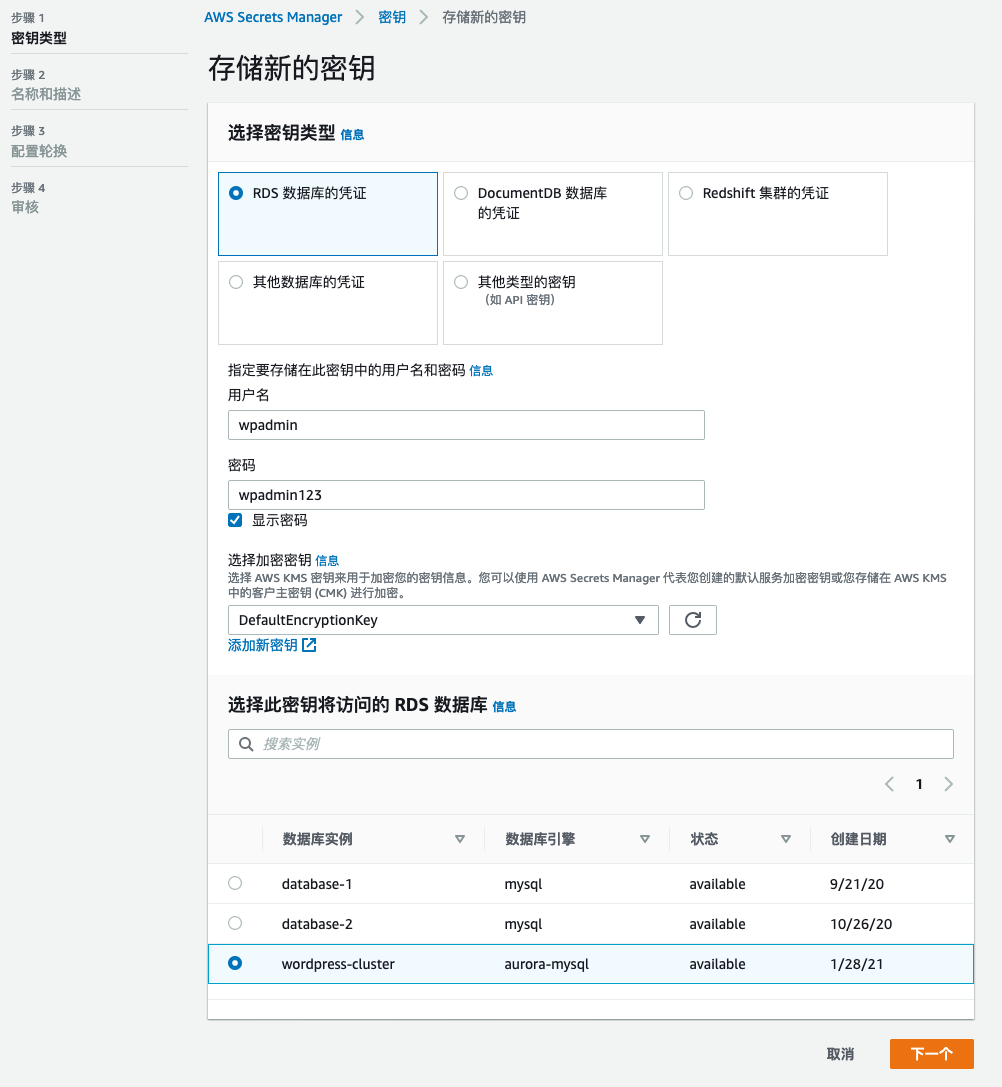 步骤 1
密钥类型
步骤 2
名称和描述
步骤 3
配置轮换
步骤 4
审核
AWS Secrets Manager > 密钥 > 存储新的密钥
存储新的密钥
选择密钥类型 信息
RDS 数据库的凭证
DocumentDB 数据库
的凭证
Redshift 集群的凭证
其他数据库的凭证
其他类型的密钥
(如 API 密钥)
指定要存储在此密钥中的用户名和密码 信息
用户名
wpadmin
密码
wpadmin123
显示密码
选择加密密钥 信息
选择 AWS KMS 密钥来用于加密您的密钥信息。您可以使用 AWS Secrets Manager 代表您创建的默认服务加密密钥或您存储在 AWS KMS
中的客户主密钥 (CMK) 进行加密。
DefaultEncryptionKey
添加新密钥
选择此密钥将访问的 RDS 数据库 信息
搜索实例
1
数据库实例 数据库引擎 状态 创建日期
database-1 mysql available 9/21/20
database-2 mysql available 10/26/20
wordpress-cluster aurora-mysql available 1/28/21
取消 下一个